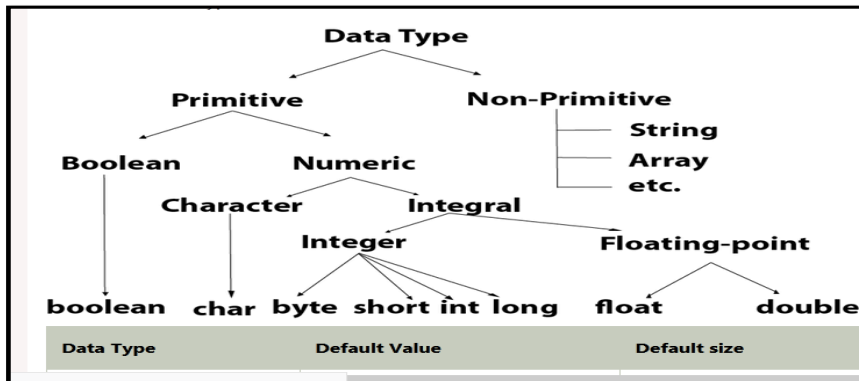 Data Type
Primitive Non-Primitive
String
Boolean Numeric Array
etc.
Character Integral
Integer Floating-point
boolean char byte short int long float double
Data Type Default Value Default size